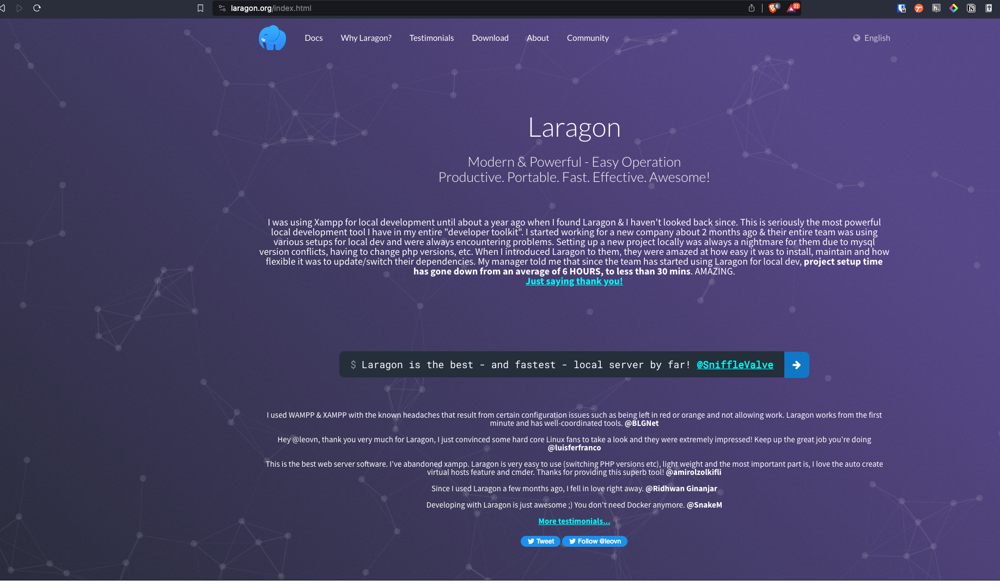 laragon.org/index.html
6
22
h.
N
Docs
Why Laragon?
Testimonials
Download
About
Community
English
Laragon
Modern & Powerful - Easy Operation
Productive. Portable. Fast. Effective. Awesome!
I was using Xampp for local development until about a year ago when I found Laragon & I haven't looked back since. This is seriously the most powerful
local development tool I have in my entire "developer toolkit". I started working for a new company about 2 months ago & their entire team was using
various setups for local dev and were always encountering problems. Setting up a new project locally was always a nightmare for them due to mysql
version conflicts, having to change php versions, etc. When I introduced Laragon to them, they were amazed at how easy it was to install, maintain and how
flexible it was to update/switch their dependencies. My manager told me that since the team has started using Laragon for local dev, project setup time
has gone down from an average of 6 HOURS, to less than 30 mins. AMAZING.
Just saying thank you!
$ Laragon is the best - and fastest - local server by far! @SniffleValve
I used WAMPP & XAMPP with the known headaches that result from certain configuration issues such as being left in red or orange and not allowing work. Laragon works from the first
minute and has well-coordinated tools. @BLGNet
Hey @leovn, thank you very much for Laragon, I just convinced some hard core Linux fans to take a look and they were extremely impressed! Keep up the great job you're doing
@luisferfranco
This is the best web server software. I've abandoned xampp. Laragon is very easy to use (switching PHP versions etc), light weight and the most important part is, I love the auto create
virtual hosts feature and cmder. Thanks for providing this superb tool! @amirolzolkifli
Since I used Laragon a few months ago, I fell in love right away. @Ridhwan Ginanjar
Developing with Laragon is just awesome ;) You don't need Docker anymore. @SnakeM
More testimonials...
Tweet
Follow @leovn